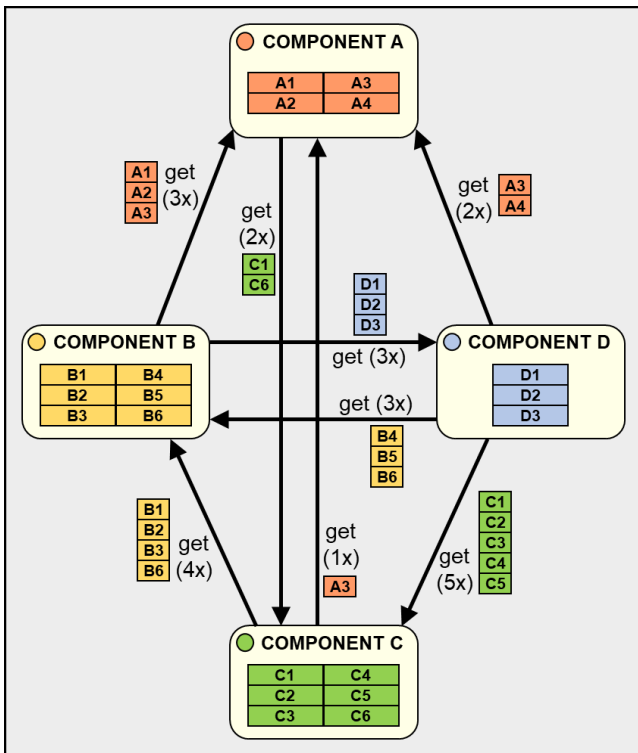 COMPONENT A
A1 A3
A2 A4
A1
A2
A3
get
(3x)
get
(2x)
C1
C6
get
(2x)
A3
A4
D1
D2
D3
COMPONENT B
B1 B4
B2 B5
B3 B6
get (3x)
COMPONENT D
D1
D2
D3
get (3x)
B4
B5
B6
B1
B2
B3
B6
get
(4x)
get
(1x)
A3
get
(5x)
C1
C2
C3
C4
C5
COMPONENT C
C1 C4
C2 C5
C3 C6